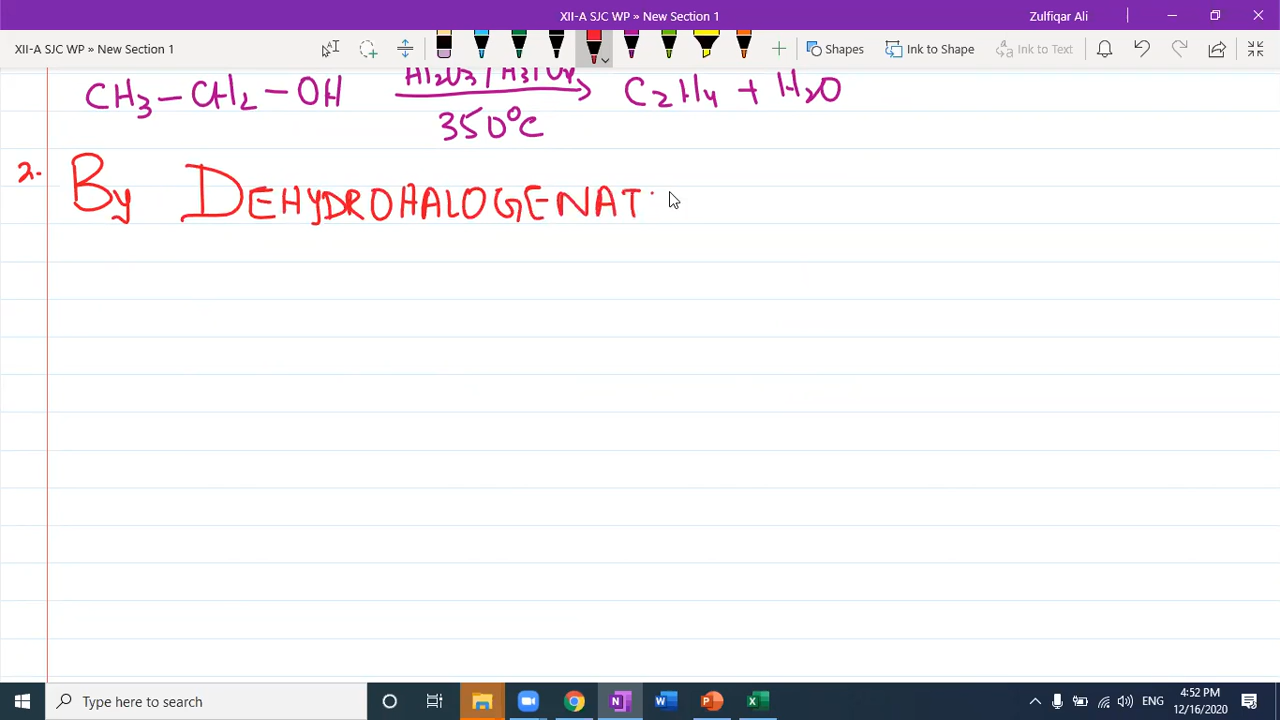 XII-A SJC WP » New Section 1
Zulfiqar Ali
XII-A SJC WP » New Section 1
Shapes
Ink to Shape
Ink to Text
CH3 – CH2 – OH Al2O3 / H3PO4 C2H4 + H2O
350°C
2. By DEHYDROHALOGENAT
Type here to search
ENG
4:52 PM
12/16/2020